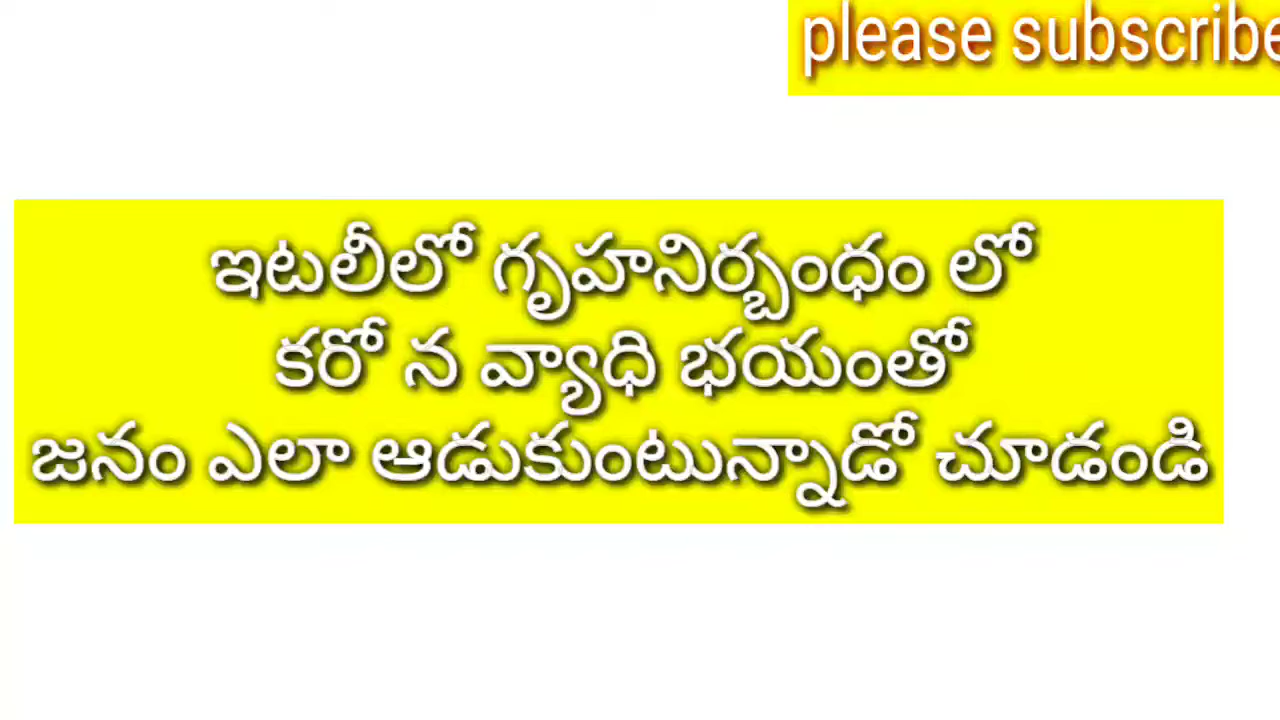 please subscribe
ఇటలీలో గృహనిర్బంధం లో
కరో న వ్యాధి భయంతో
జనం ఎలా ఆడుకుంటున్నాడో చూడండి